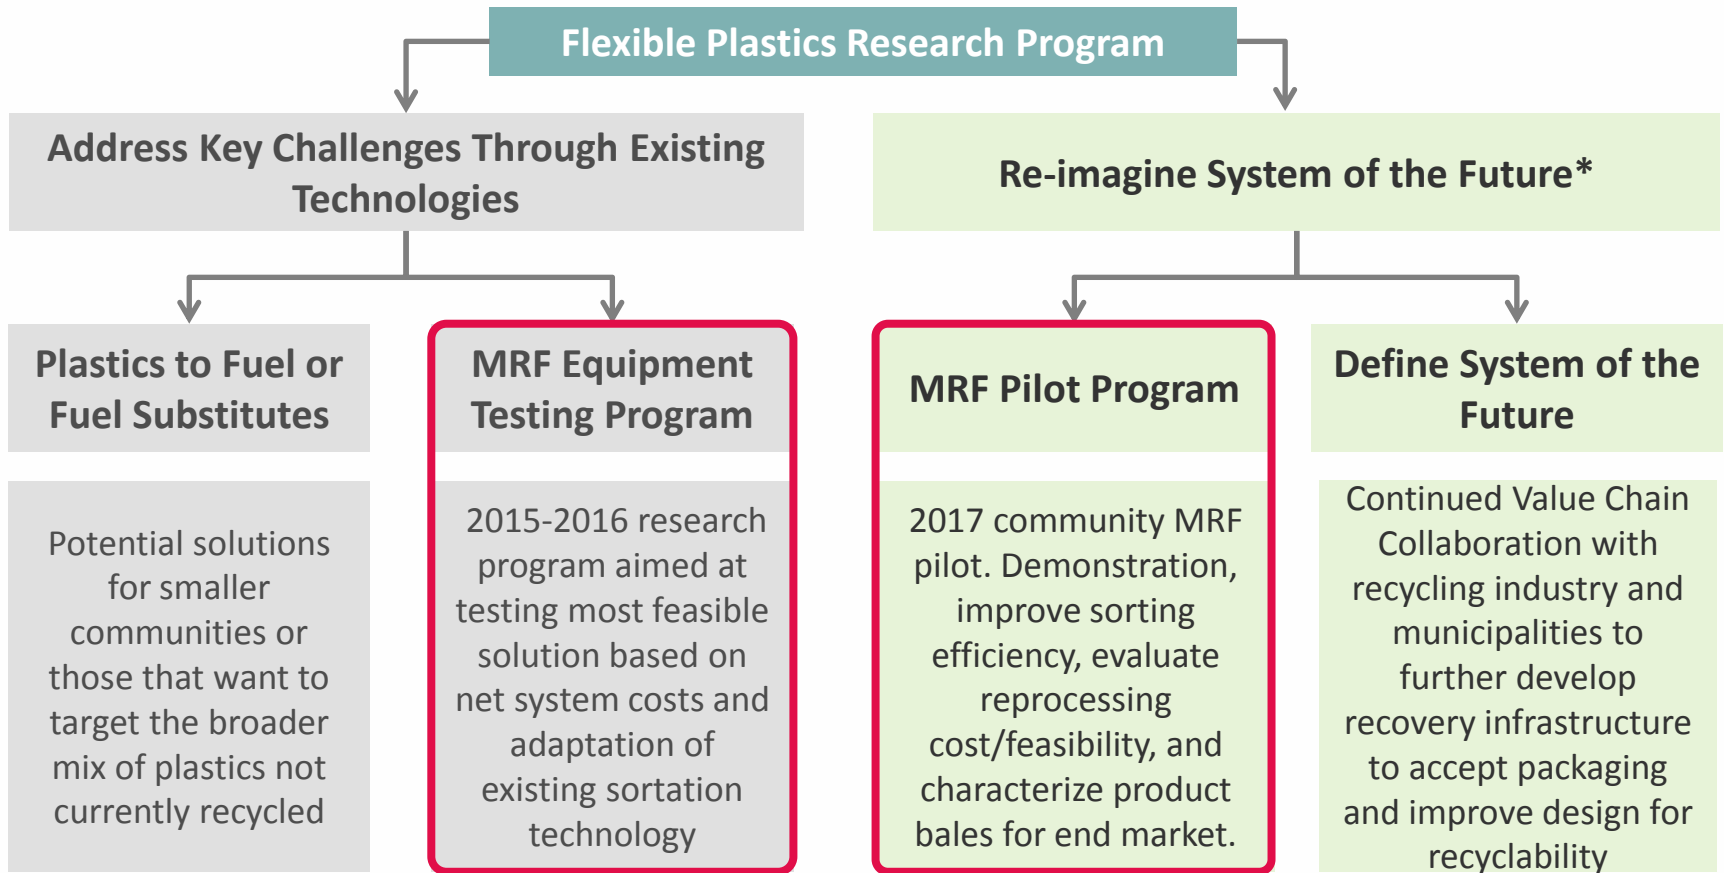 Flexible Plastics Research Program
Address Key Challenges Through Existing
Technologies
Re-imagine System of the Future*
Plastics to Fuel or
Fuel Substitutes
MRF Equipment
Testing Program
MRF Pilot Program
Define System of the
Future
Potential solutions
for smaller
communities or
those that want to
target the broader
mix of plastics not
currently recycled
2015-2016 research
program aimed at
testing most feasible
solution based on
net system costs and
adaptation of
existing sortation
technology
2017 community MRF
pilot. Demonstration,
improve sorting
efficiency, evaluate
reprocessing
cost/feasibility, and
characterize product
bales for end market.
Continued Value Chain
Collaboration with
recycling industry and
municipalities to
further develop
recovery infrastructure
to accept packaging
and improve design for
recyclability